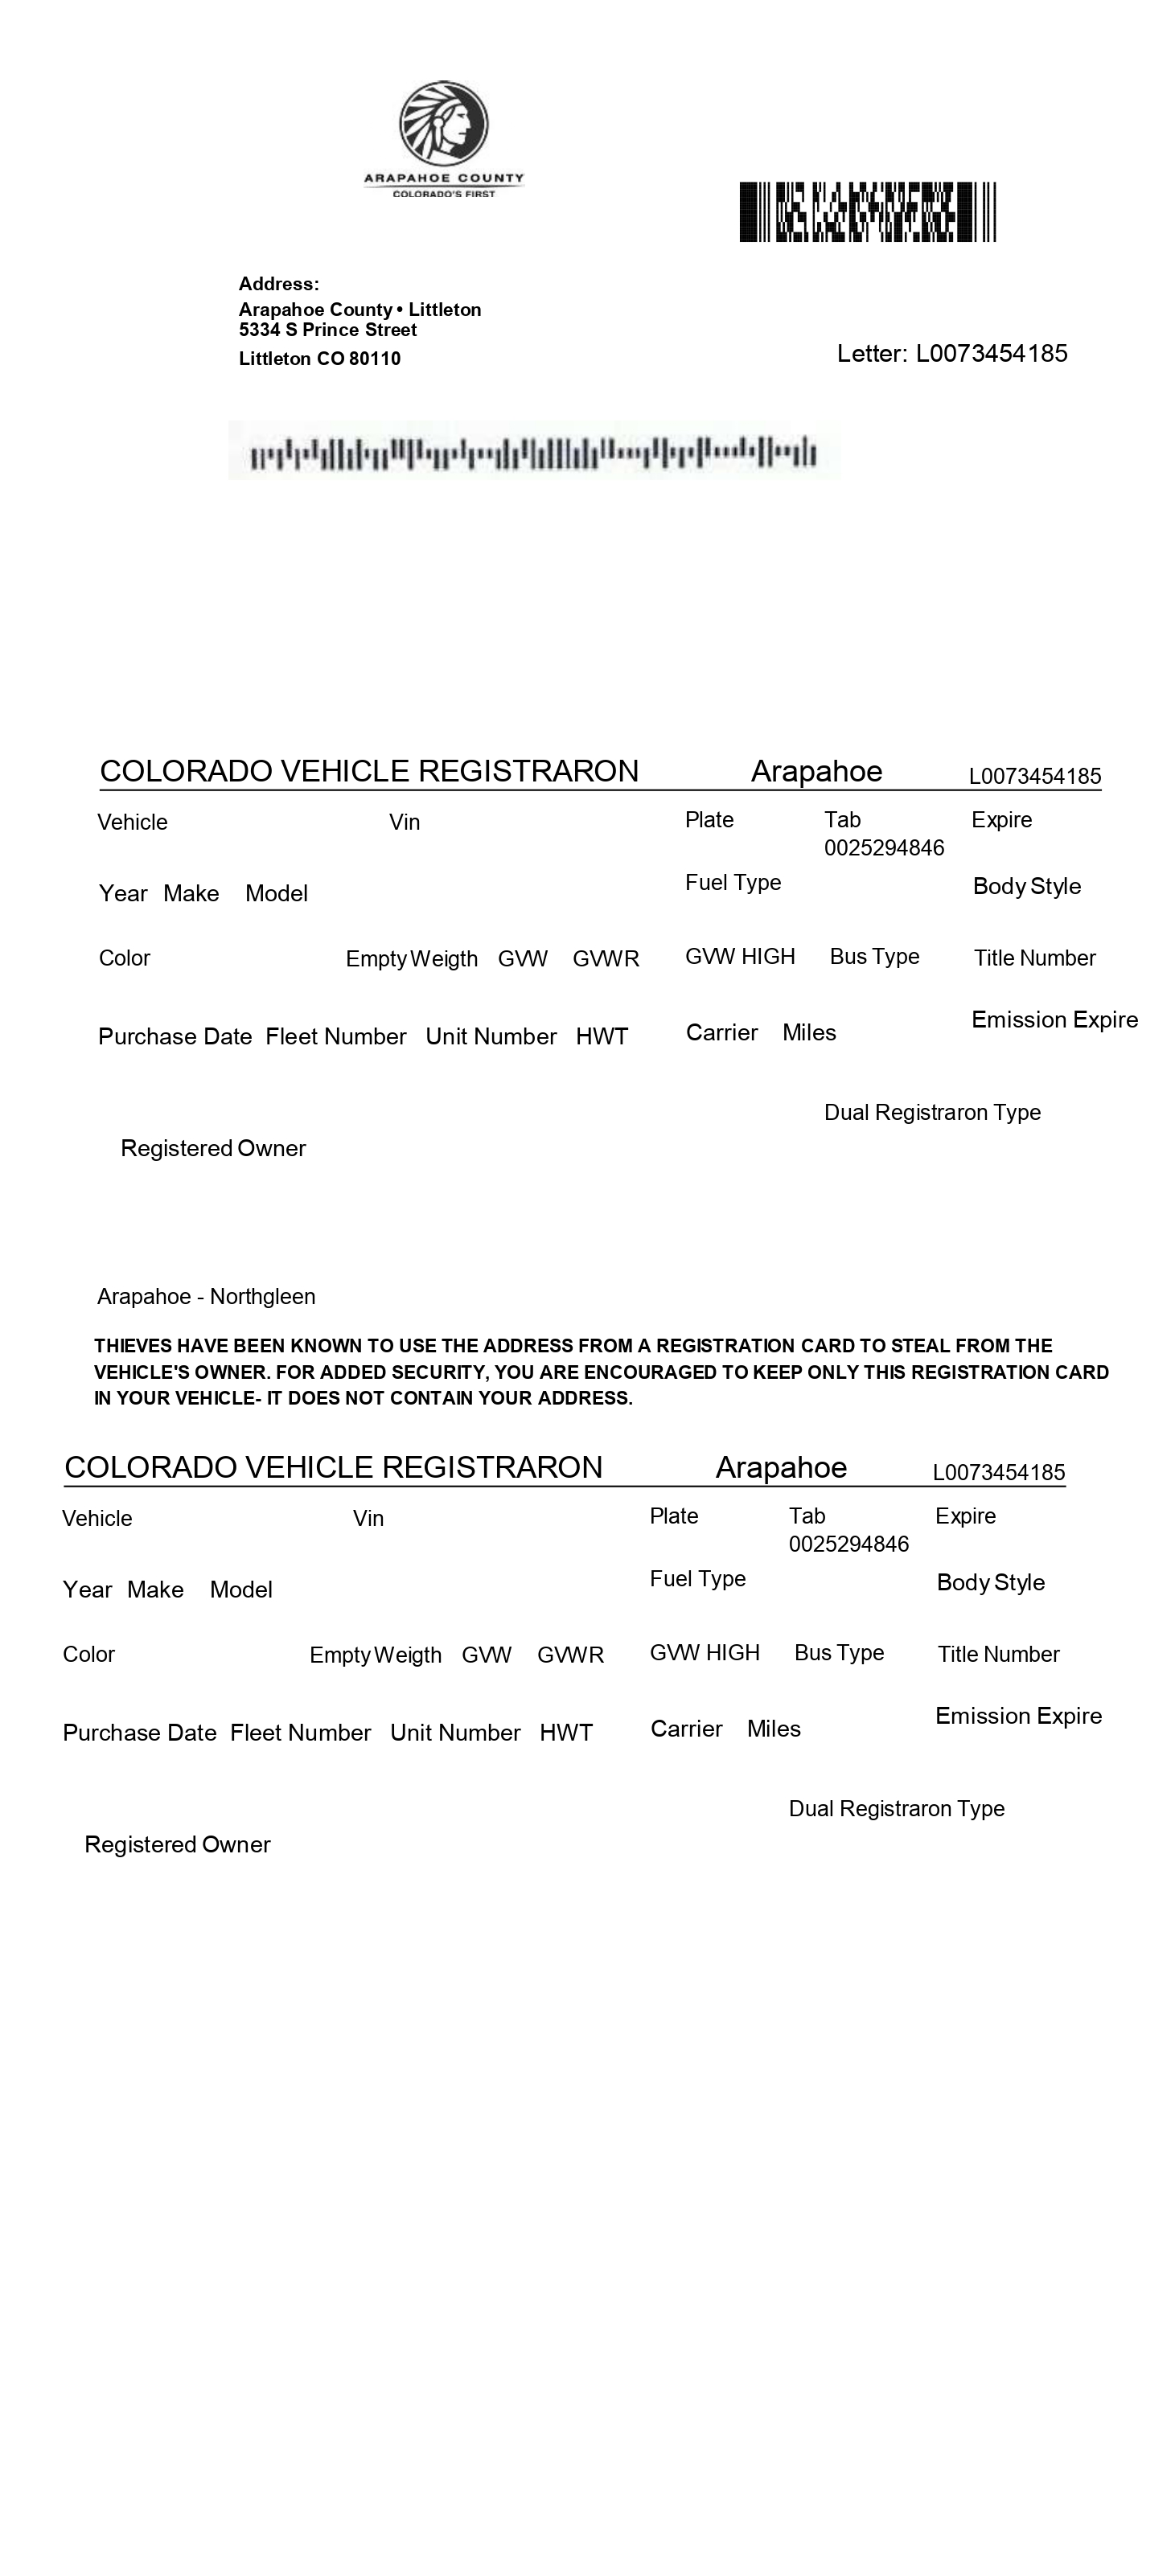 ARAPAHOE COUNTY
COLORADO'S FIRST
Address:
Arapahoe County • Littleton
5334 S Prince Street
Littleton CO 80110
Letter: L0073454185
COLORADO VEHICLE REGISTRARON Arapahoe L0073454185
Vehicle Vin Plate Tab Expire
0025294846
Year Make Model Fuel Type Body Style
Color Empty Weigth GVW GVWR GVW HIGH Bus Type Title Number
Purchase Date Fleet Number Unit Number HWT Carrier Miles Emission Expire
Dual Registraron Type
Registered Owner
Arapahoe - Northgleen
THIEVES HAVE BEEN KNOWN TO USE THE ADDRESS FROM A REGISTRATION CARD TO STEAL FROM THE
VEHICLE'S OWNER. FOR ADDED SECURITY, YOU ARE ENCOURAGED TO KEEP ONLY THIS REGISTRATION CARD
IN YOUR VEHICLE- IT DOES NOT CONTAIN YOUR ADDRESS.
COLORADO VEHICLE REGISTRARON Arapahoe L0073454185
Vehicle Vin Plate Tab Expire
0025294846
Year Make Model Fuel Type Body Style
Color Empty Weigth GVW GVWR GVW HIGH Bus Type Title Number
Purchase Date Fleet Number Unit Number HWT Carrier Miles Emission Expire
Dual Registraron Type
Registered Owner